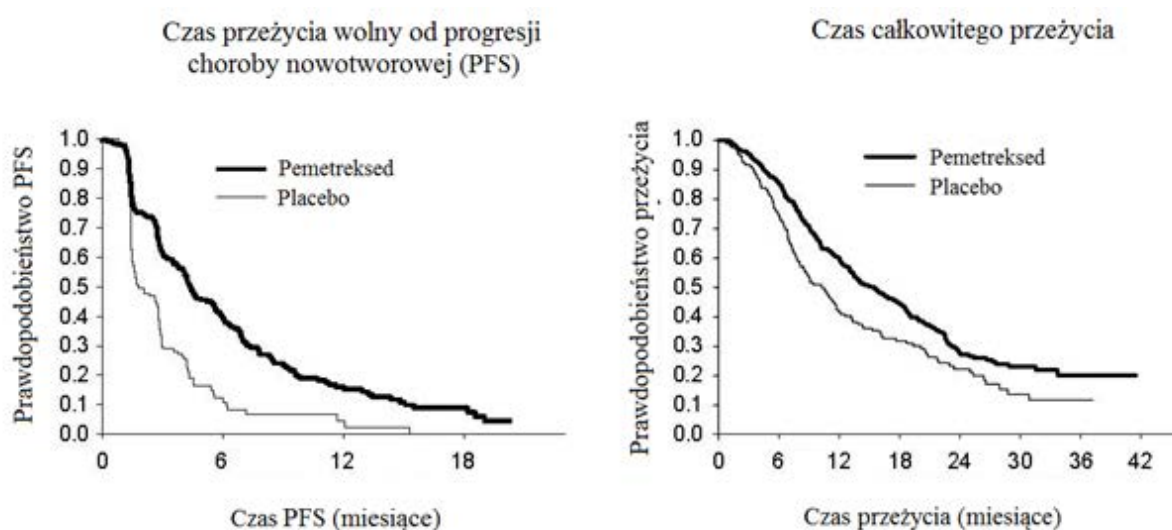 Czas przeżycia wolny od progresji
choroby nowotworowej (PFS)
Prawdopodobieństwo PFS
1.0
0.9
0.8
0.7
0.6
0.5
0.4
0.3
0.2
0.1
0.0
Pemetreksed
Placebo
0 6 12 18
Czas PFS (miesiące)
Czas całkowitego przeżycia
Prawdopodobieństwo przeżycia
1.0
0.9
0.8
0.7
0.6
0.5
0.4
0.3
0.2
0.1
0.0
Pemetreksed
Placebo
0 6 12 18 24 30 36 42
Czas przeżycia (miesiące)